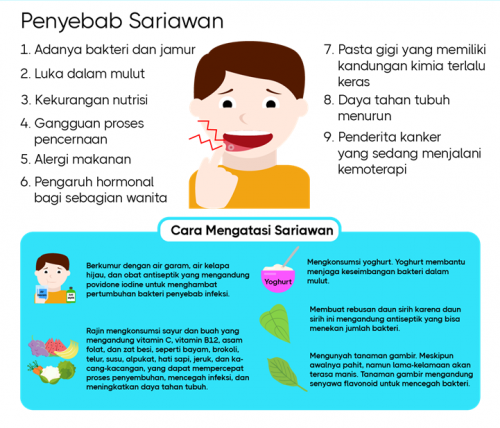 Penyebab Sariawan
1. Adanya bakteri dan jamur
2. Luka dalam mulut
3. Kekurangan nutrisi
4. Gangguan proses
pencernaan
5. Alergi makanan
6. Pengaruh hormonal
bagi sebagian wanita
7. Pasta gigi yang memiliki
kandungan kimia terlalu
keras
8. Daya tahan tubuh
menurun
9. Penderita kanker
yang sedang menjalani
kemoterapi
Cara Mengatasi Sariawan
Berkumur dengan air garam, air kelapa
hijau, dan obat antiseptik yang mengandung
povidone iodine untuk menghambat
pertumbuhan bakteri penyebab infeksi.
Rajin mengkonsumsi sayur dan buah yang
mengandung vitamin C, vitamin B12, asam
folat, dan zat besi, seperti bayam, brokoli,
telur, susu, alpukat, hati sapi, jeruk, dan ka-
cang-kacangan, yang dapat mempercepat
proses penyembuhan, mencegah infeksi, dan
meningkatkan daya tahan tubuh.
Yoghurt
Mengkonsumsi yoghurt. Yoghurt membantu
menjaga keseimbangan bakteri dalam
mulut.
Membuat rebusan daun sirih karena daun
sirih ini mengandung antiseptik yang bisa
menekan jumlah bakteri.
Mengunyah tanaman gambir. Meskipun
awalnya pahit, namun lama-kelamaan akan
terasa manis. Tanaman gambir mengandung
senyawa flavonoid untuk mencegah bakteri.